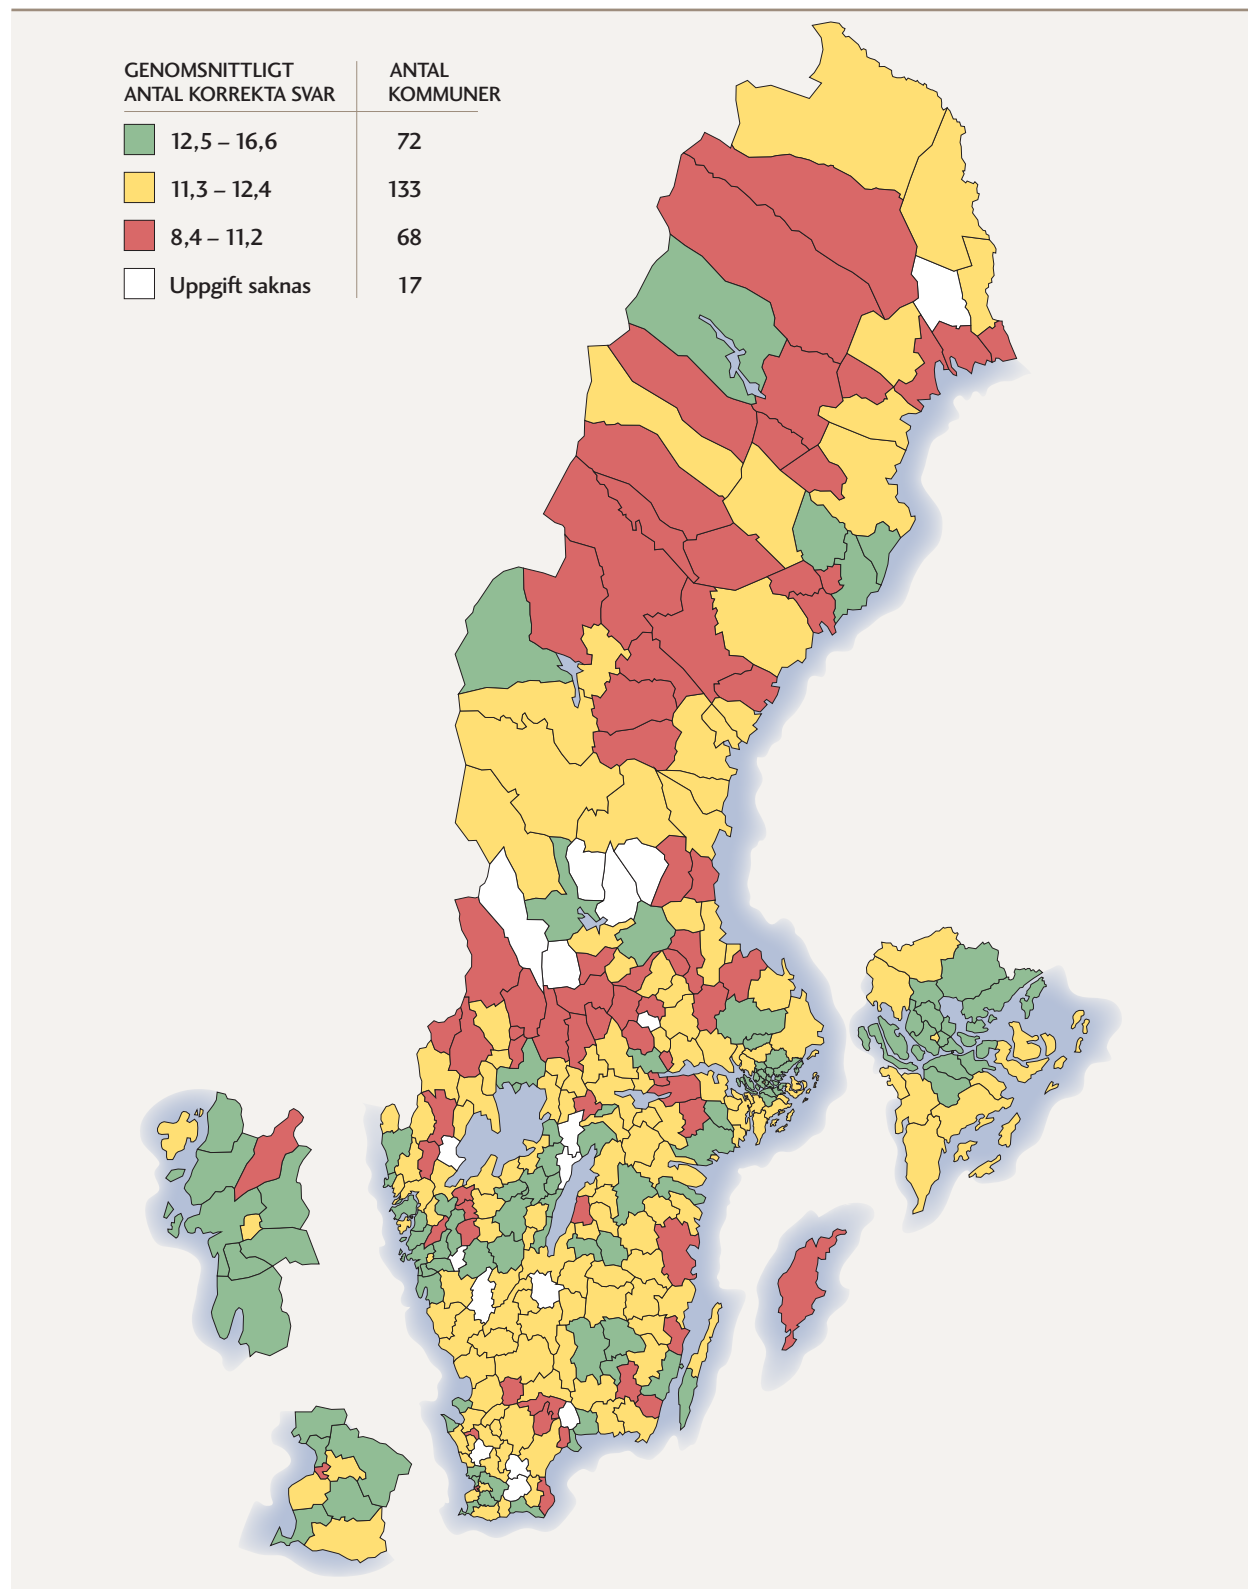 GENOMSNITTLIGT
ANTAL KORREKTA SVAR
ANTAL
KOMMUNER
12,5 – 16,6 72
11,3 – 12,4 133
8,4 – 11,2 68
Uppgift saknas 17